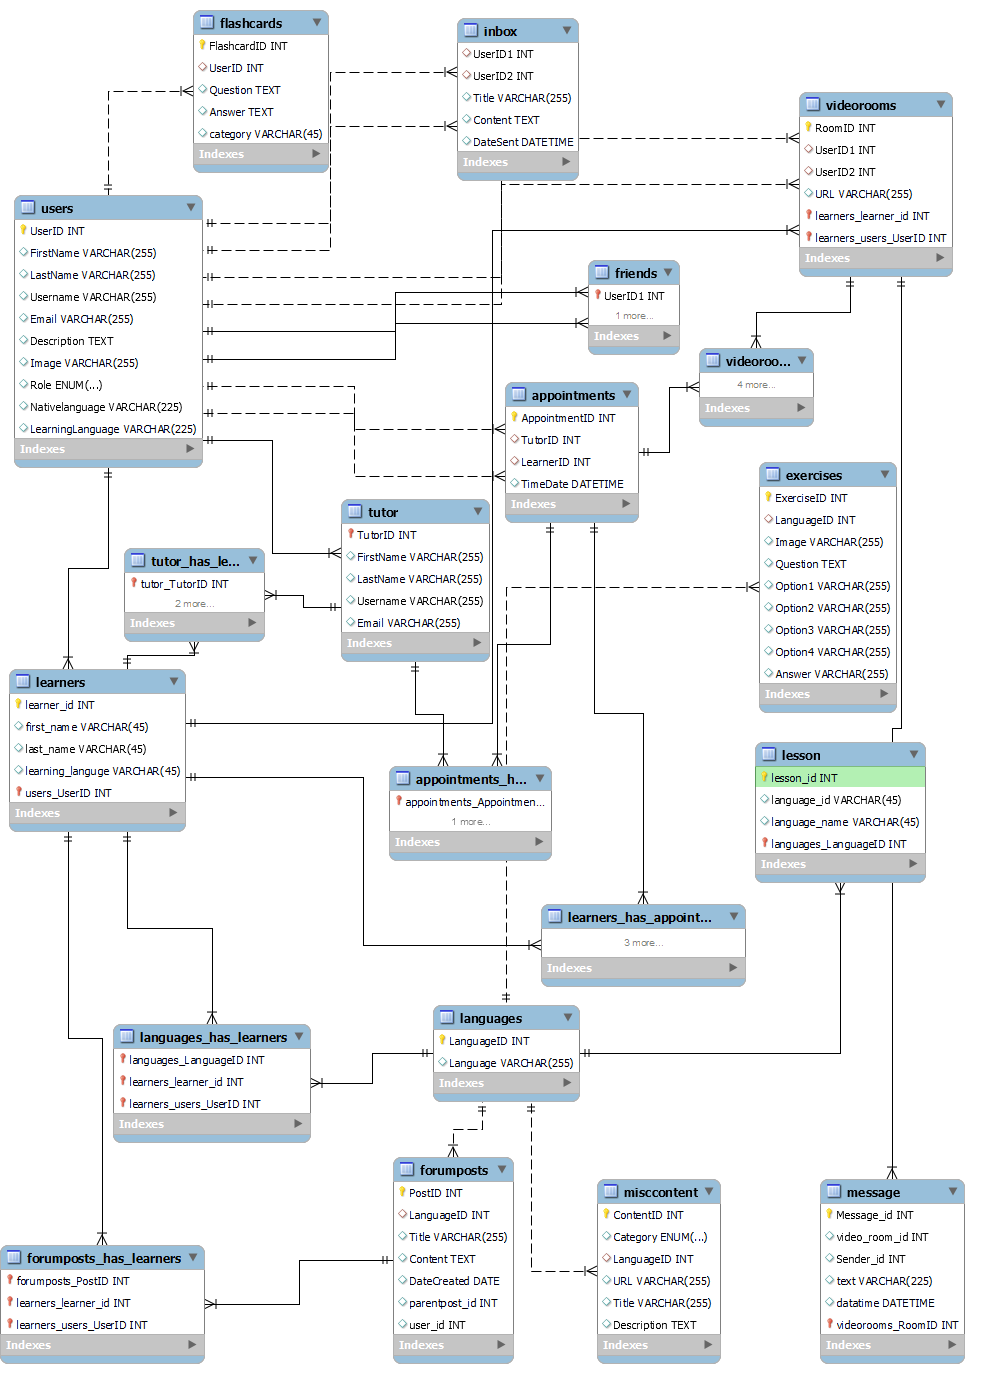 flashcards
FlashcardID INT
UserID INT
Question TEXT
Answer TEXT
category VARCHAR(45)
Indexes
inbox
UserID1 INT
UserID2 INT
Title VARCHAR(255)
Content TEXT
DateSent DATETIME
Indexes
videorooms
RoomID INT
UserID1 INT
UserID2 INT
URL VARCHAR(255)
learners_learner_id INT
learners_users_UserID INT
Indexes
users
UserID INT
FirstName VARCHAR(255)
LastName VARCHAR(255)
Username VARCHAR(255)
Email VARCHAR(255)
Description TEXT
Image VARCHAR(255)
Role ENUM(...)
Nativelanguage VARCHAR(225)
LearningLanguage VARCHAR(225)
Indexes
friends
UserID1 INT
1 more...
Indexes
videoroo...
4 more...
Indexes
appointments
AppointmentID INT
TutorID INT
LearnerID INT
TimeDate DATETIME
Indexes
exercises
ExerciseID INT
LanguageID INT
Image VARCHAR(255)
Question TEXT
Option1 VARCHAR(255)
Option2 VARCHAR(255)
Option3 VARCHAR(255)
Option4 VARCHAR(255)
Answer VARCHAR(255)
Indexes
tutor
TutorID INT
FirstName VARCHAR(255)
LastName VARCHAR(255)
Username VARCHAR(255)
Email VARCHAR(255)
Indexes
tutor_has_le...
tutor_TutorID INT
2 more...
Indexes
learners
learner_id INT
first_name VARCHAR(45)
last_name VARCHAR(45)
learning_languge VARCHAR(45)
users_UserID INT
Indexes
appointments_h...
appointments_Appointmen...
1 more...
Indexes
lesson
lesson_id INT
language_id VARCHAR(45)
language_name VARCHAR(45)
languages_LanguageID INT
Indexes
learners_has_appoint...
3 more...
Indexes
languages
LanguageID INT
Language VARCHAR(255)
Indexes
languages_has_learners
languages_LanguageID INT
learners_learner_id INT
learners_users_UserID INT
Indexes
forumposts
PostID INT
LanguageID INT
Title VARCHAR(255)
Content TEXT
DateCreated DATE
parentpost_id INT
user_id INT
Indexes
misccontent
ContentID INT
Category ENUM(...)
LanguageID INT
URL VARCHAR(255)
Title VARCHAR(255)
Description TEXT
Indexes
message
Message_id INT
video_room_id INT
Sender_id INT
text VARCHAR(225)
datatime DATETIME
videorooms_RoomID INT
Indexes
forumposts_has_learners
forumposts_PostID INT
learners_learner_id INT
learners_users_UserID INT
Indexes